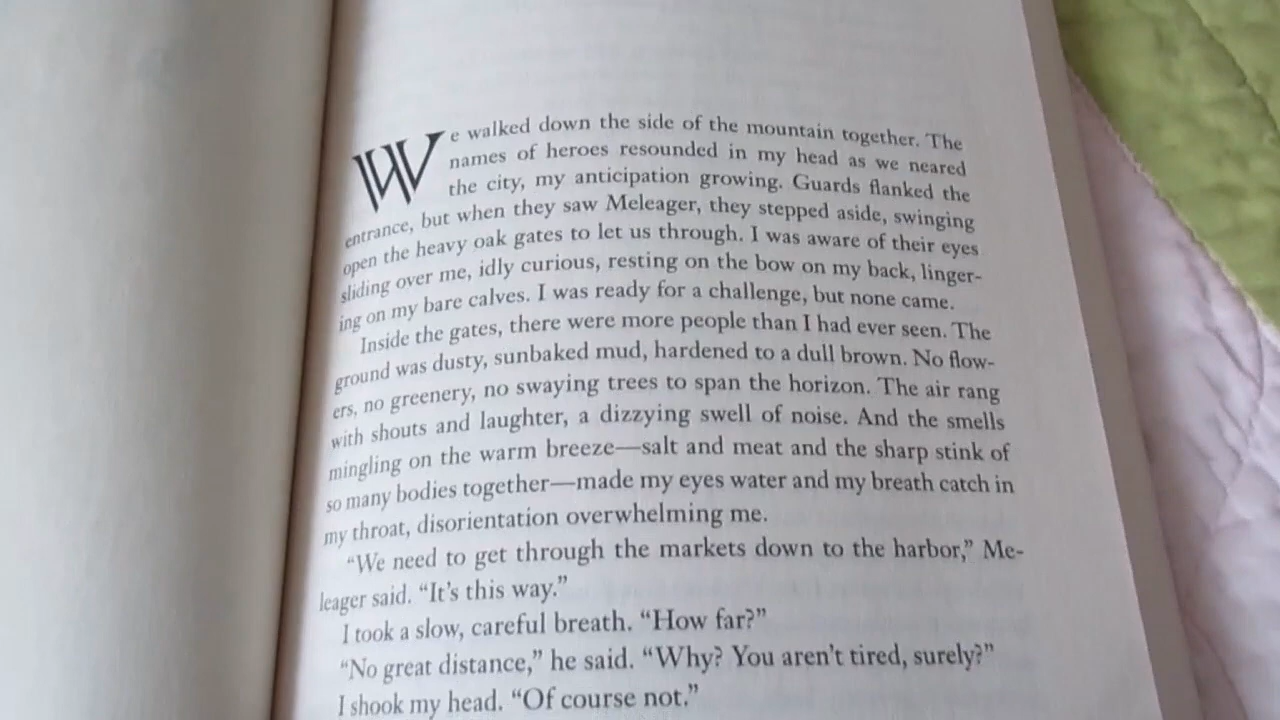 We walked down the side of the mountain together. The
names of heroes resounded in my head as we neared
the city, my anticipation growing. Guards flanked the
entrance, but when they saw Meleager, they stepped aside, swinging
open the heavy oak gates to let us through. I was aware of their eyes
sliding over me, idly curious, resting on the bow on my back, linger-
ing on my bare calves. I was ready for a challenge, but none came.
Inside the gates, there were more people than I had ever seen. The
ground was dusty, sunbaked mud, hardened to a dull brown. No flow-
ers, no greenery, no swaying trees to span the horizon. The air rang
with shouts and laughter, a dizzying swell of noise. And the smells
mingling on the warm breeze—salt and meat and the sharp stink of
so many bodies together—made my eyes water and my breath catch in
my throat, disorientation overwhelming me.
“We need to get through the markets down to the harbor,” Me-
leager said. “It’s this way.”
I took a slow, careful breath. “How far?”
“No great distance,” he said. “Why? You aren’t tired, surely?”
I shook my head. “Of course not.”